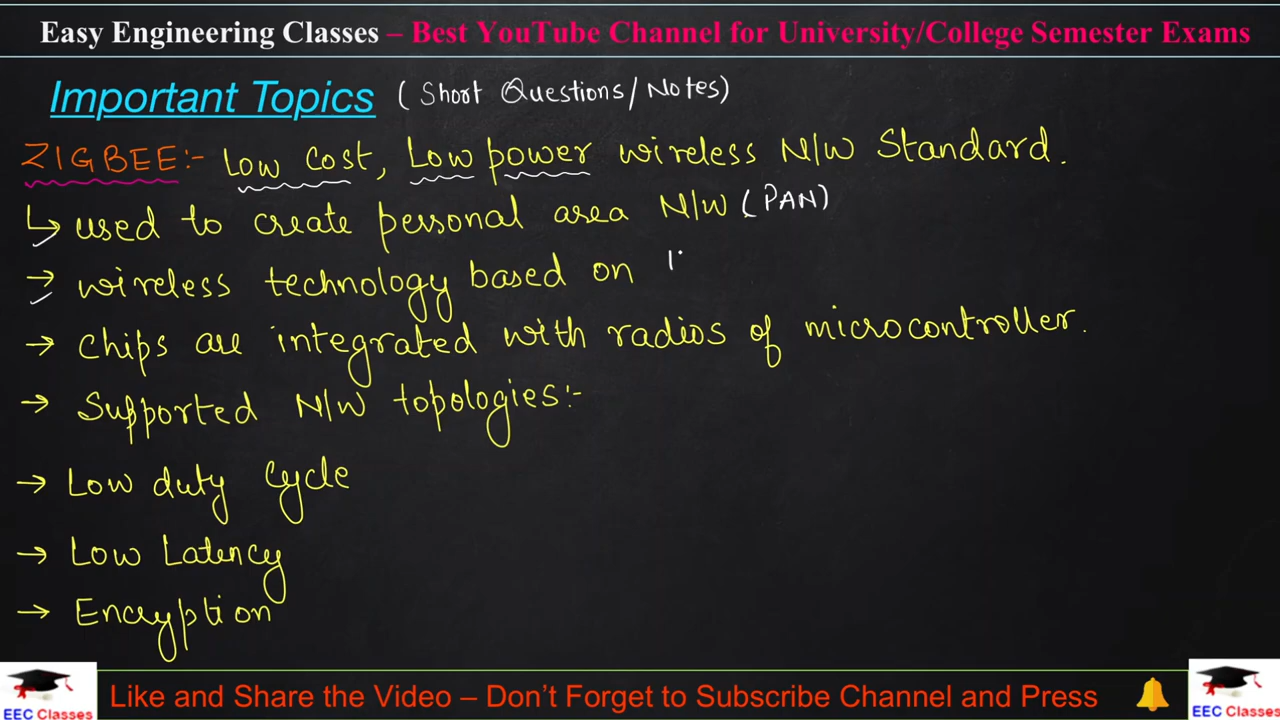 Easy Engineering Classes – Best YouTube Channel for University/College Semester Exams
Important Topics (Short Questions/Notes)
ZIGBEE:- Low cost, Low power wireless N/W Standard.
↳ used to create personal area N/W (PAN)
→ wireless technology based on
→ Chips are integrated with radios of microcontroller.
→ Supported N/W topologies:-
→ Low duty cycle
→ Low Latency
→ Encryption
Like and Share the Video – Don't Forget to Subscribe Channel and Press
EEC Classes
EEC Classes